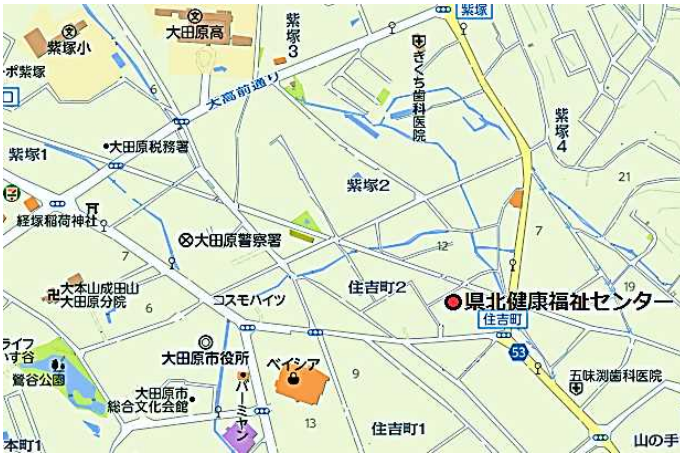 紫塚
大田原高
紫塚小
紫塚3
ポ紫塚
きくち歯科医院
6
大高前通り
紫塚4
大田原税務署
紫塚1
紫塚2
21
経塚稲荷神社
7
大田原警察署
12
7
大本山成田山
大田原分院
6
コスモハイツ
住吉町2
県北健康福祉センター
19
住吉町
ライフ
いす谷
大田原市役所
ベイシア
53
鶯谷公園
バーミヤン
9
五味渕歯科医院
大田原市
総合文化会館
13
住吉町1
本町1
山の手